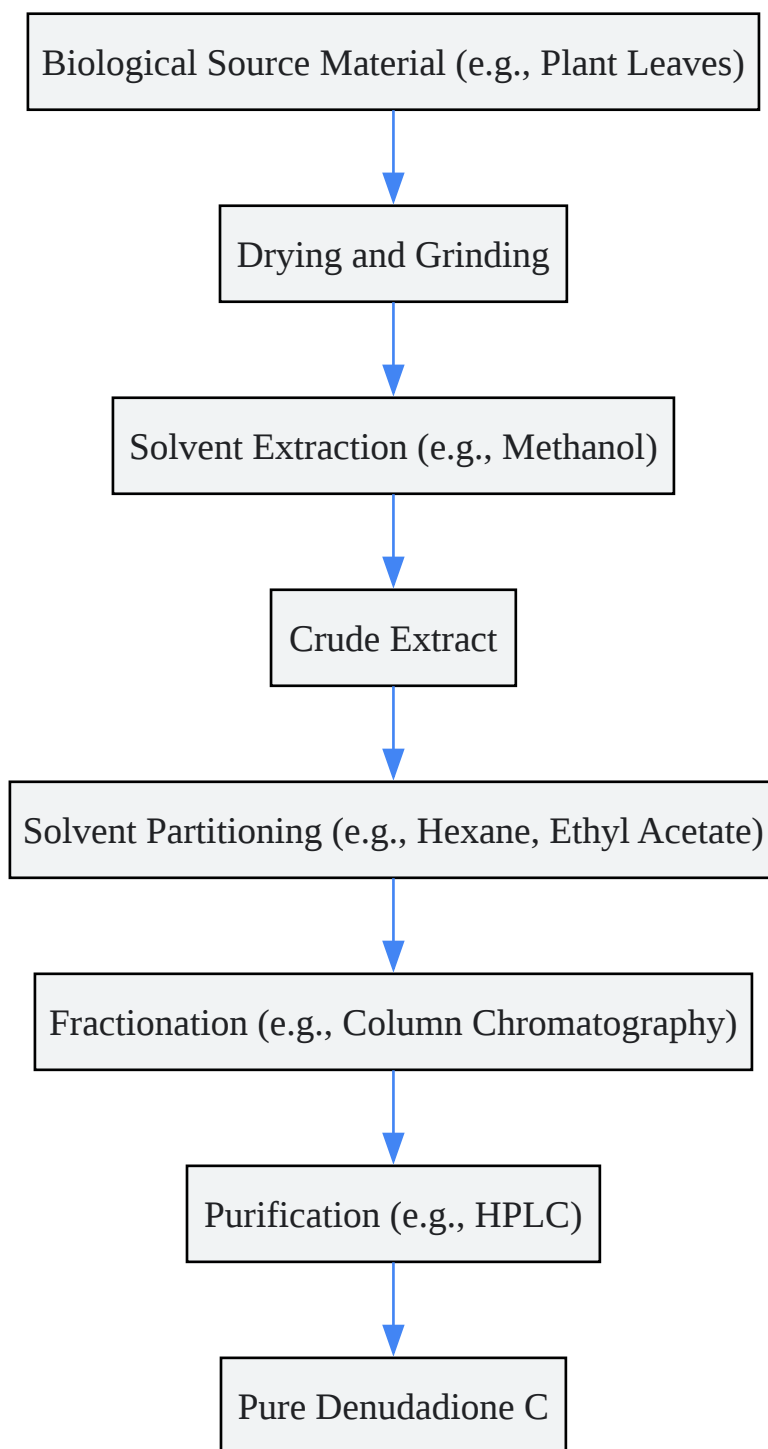 Biological Source Material (e.g., Plant Leaves)
Drying and Grinding
Solvent Extraction (e.g., Methanol)
Crude Extract
Solvent Partitioning (e.g., Hexane, Ethyl Acetate)
Fractionation (e.g., Column Chromatography)
Purification (e.g., HPLC)
Pure Denudadione C